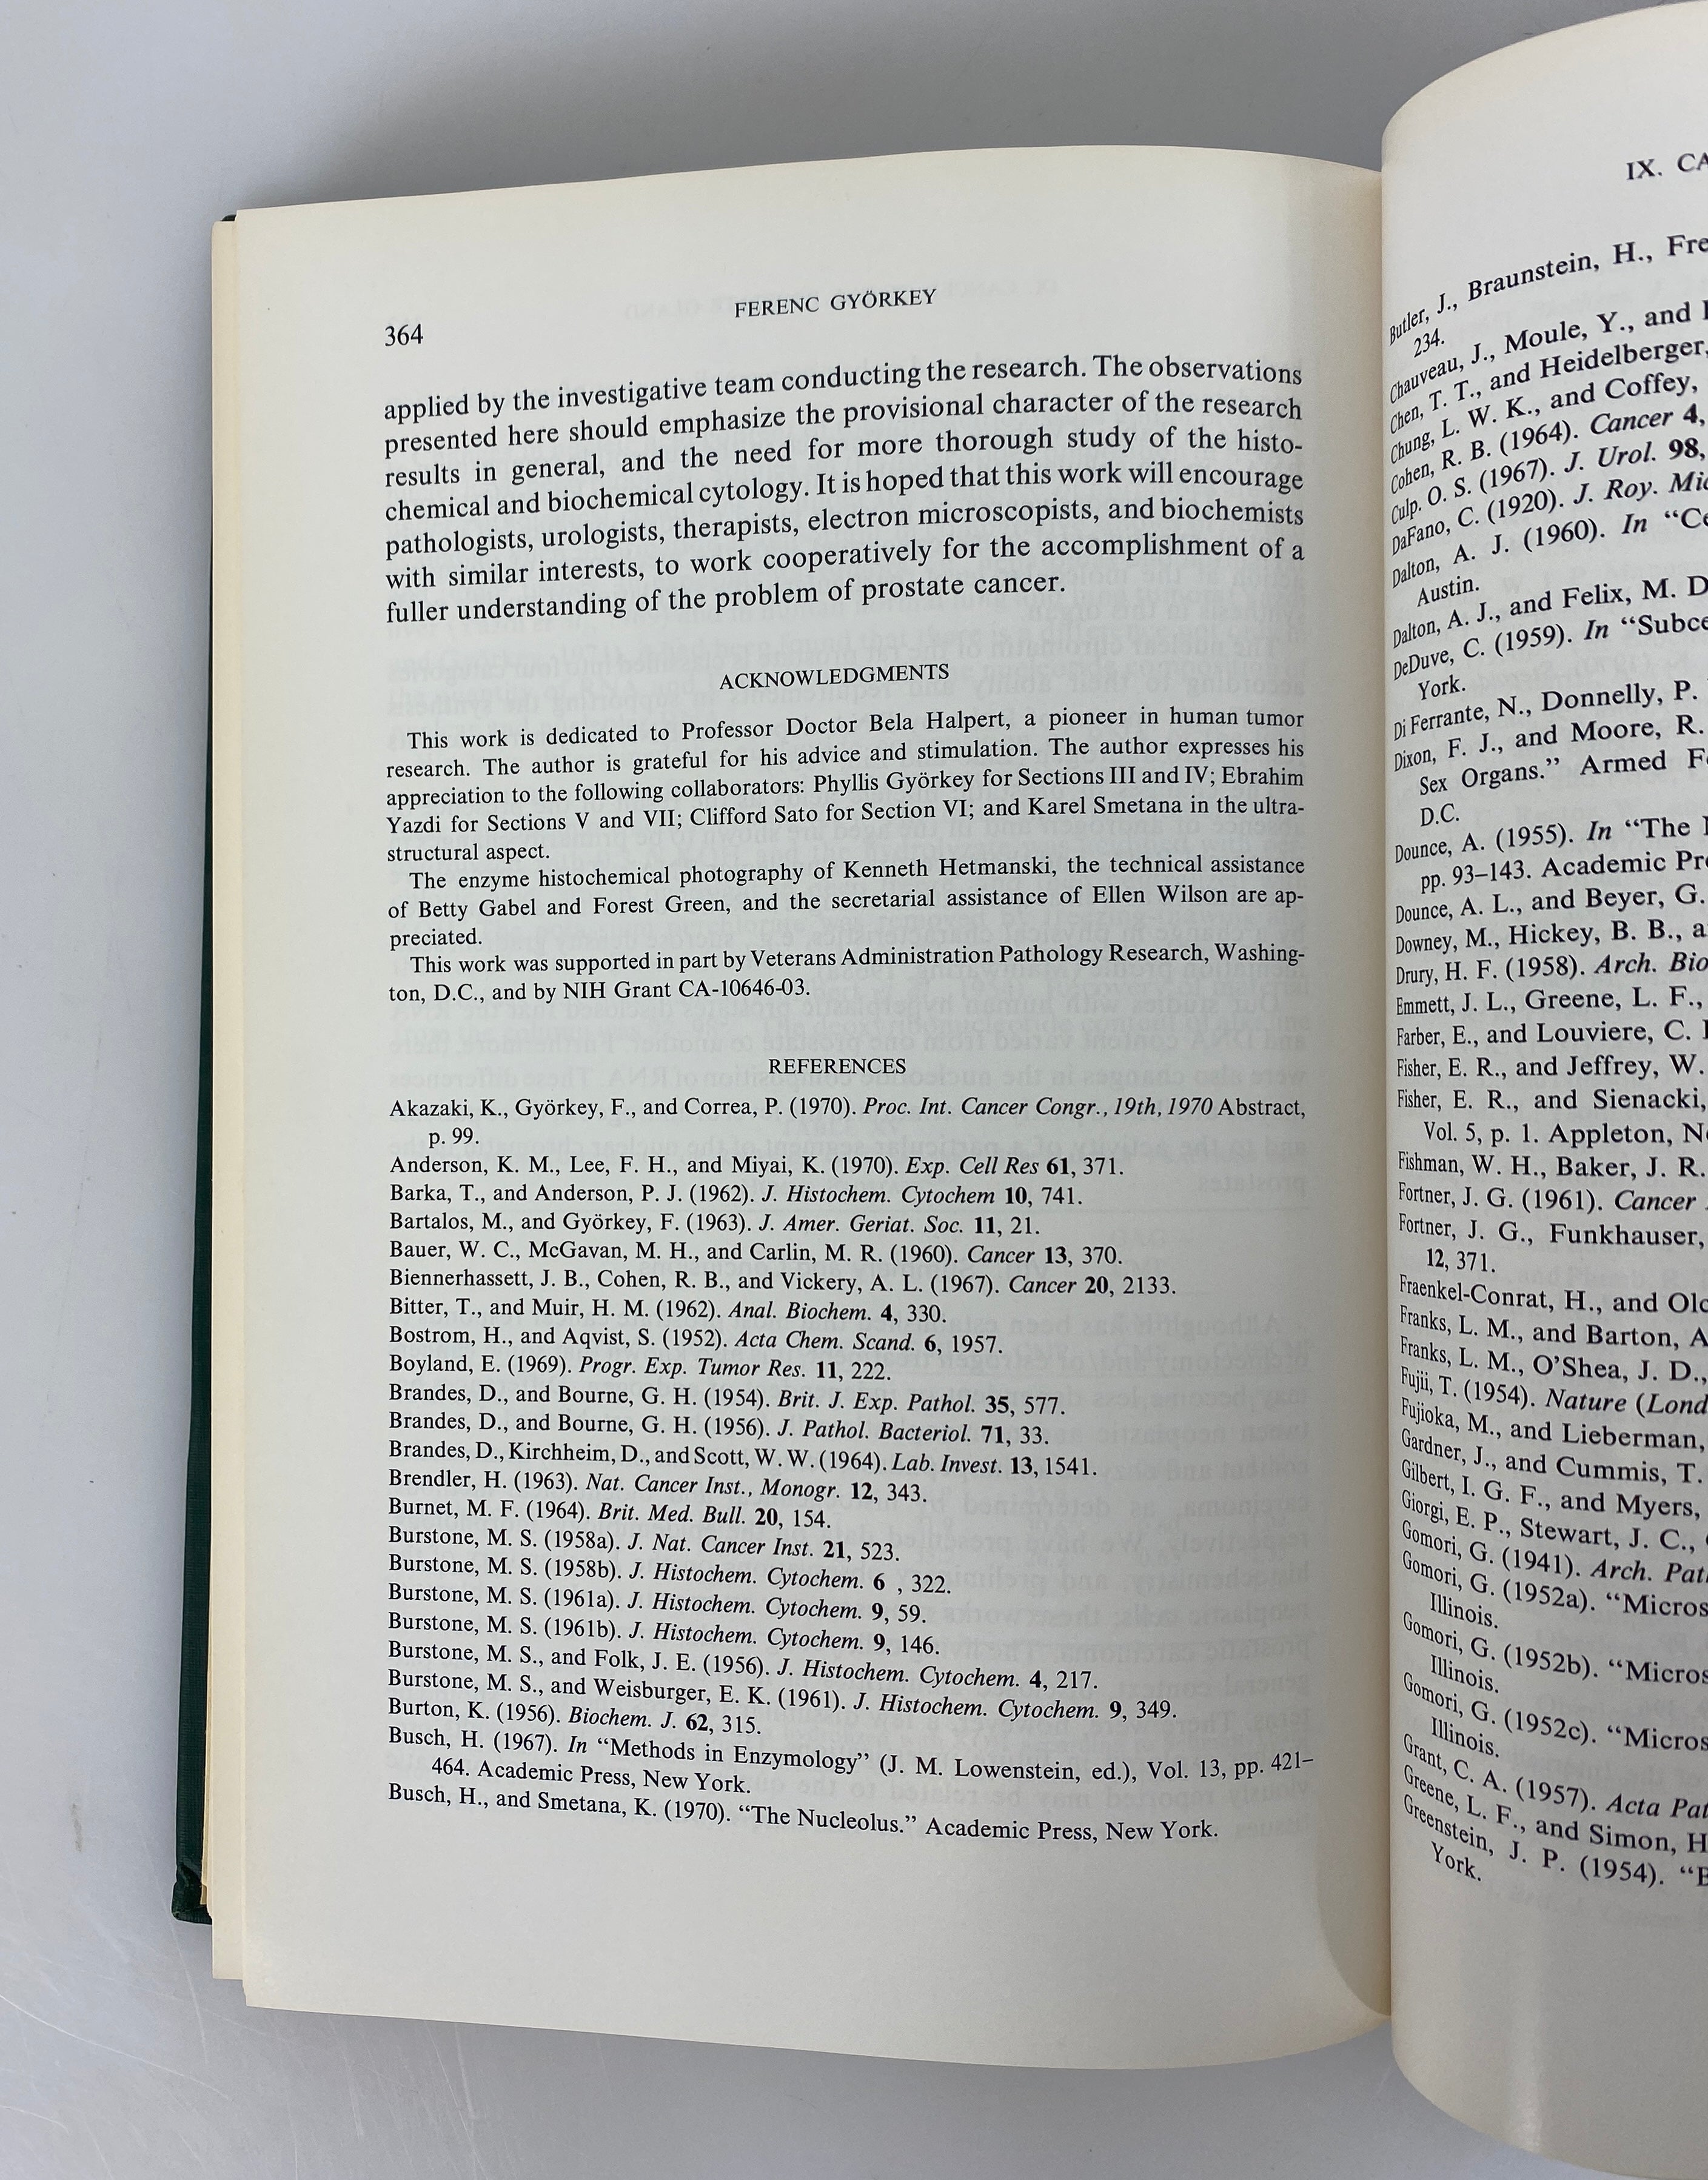 364
FERENC GYÖRKEY
applied by the investigative team conducting the research. The observations
presented here should emphasize the provisional character of the research
results in general, and the need for more thorough study of the histo-
chemical and biochemical cytology. It is hoped that this work will encourage
pathologists, urologists, therapists, electron microscopists, and biochemists
with similar interests, to work cooperatively for the accomplishment of a
fuller understanding of the problem of prostate cancer.
ACKNOWLEDGMENTS
This work is dedicated to Professor Doctor Bela Halpert, a pioneer in human tumor
research. The author is grateful for his advice and stimulation. The author expresses his
appreciation to the following collaborators: Phyllis Györkey for Sections III and IV; Ebrahim
Yazdi for Sections V and VII; Clifford Sato for Section VI; and Karel Smetana in the ultra-
structural aspect.
The enzyme histochemical photography of Kenneth Hetmanski, the technical assistance
of Betty Gabel and Forest Green, and the secretarial assistance of Ellen Wilson are ap-
preciated.
This work was supported in part by Veterans Administration Pathology Research, Washing-
ton, D.C., and by NIH Grant CA-10646-03.
REFERENCES
Akazaki, K., Györkey, F., and Correa, P. (1970). Proc. Int. Cancer Congr., 19th, 1970 Abstract,
p. 99.
Anderson, K. M., Lee, F. H., and Miyai, K. (1970). Exp. Cell Res 61, 371.
Barka, T., and Anderson, P. J. (1962). J. Histochem. Cytochem 10, 741.
Bartalos, M., and Györkey, F. (1963). J. Amer. Geriat. Soc. 11, 21.
Bauer, W. C., McGavan, M. H., and Carlin, M. R. (1960). Cancer 13, 370.
Biennerhassett, J. B., Cohen, R. B., and Vickery, A. L. (1967). Cancer 20, 2133.
Bitter, T., and Muir, H. M. (1962). Anal. Biochem. 4, 330.
Bostrom, H., and Aqvist, S. (1952). Acta Chem. Scand. 6, 1957.
Boyland, E. (1969). Progr. Exp. Tumor Res. 11, 222.
Brandes, D., and Bourne, G. H. (1954). Brit. J. Exp. Pathol. 35, 577.
Brandes, D., and Bourne, G. H. (1956). J. Pathol. Bacteriol. 71, 33.
Brandes, D., Kirchheim, D., and Scott, W. W. (1964). Lab. Invest. 13, 1541.
Brendler, H. (1963). Nat. Cancer Inst., Monogr. 12, 343.
Burnet, M. F. (1964). Brit. Med. Bull. 20, 154.
Burstone, M. S. (1958a). J. Nat. Cancer Inst. 21, 523.
Burstone, M. S. (1958b). J. Histochem. Cytochem. 6 , 322.
Burstone, M. S. (1961a). J. Histochem. Cytochem. 9, 59.
Burstone, M. S. (1961b). J. Histochem. Cytochem. 9, 146.
Burstone, M. S., and Folk, J. E. (1956). J. Histochem. Cytochem. 4, 217.
Burstone, M. S., and Weisburger, E. K. (1961). J. Histochem. Cytochem. 9, 349.
Burton, K. (1956). Biochem. J. 62, 315.
Busch, H. (1967). In “Methods in Enzymology” (J. M. Lowenstein, ed.), Vol. 13, pp. 421–
464. Academic Press, New York.
Busch, H., and Smetana, K. (1970). “The Nucleolus.” Academic Press, New York.
IX. CA
Butler, J., Braunstein, H., Fre
234.
Chauveau, J., Moule, Y., and
Chen, T. T., and Heidelberger,
Chung, L. W. K., and Coffey,
Cohen, R. B. (1964). Cancer 4,
Culp. O. S. (1967). J. Urol. 98,
DaFano, C. (1920). J. Roy. Mic
Dalton, A. J. (1960). In “Ce
Austin.
Dalton, A. J., and Felix, M. D
DeDuve, C. (1959). In “Subce
York.
Di Ferrante, N., Donnelly, P.
Dixon, F. J., and Moore, R.
Sex Organs.” Armed Fo
D.C.
Dounce, A. (1955). In “The
pp. 93–143. Academic Pre
Dounce, A. L., and Beyer, G.
Downey, M., Hickey, B. B., a
Drury, H. F. (1958). Arch. Bio
Emmett, J. L., Greene, L. F.,
Farber, E., and Louviere, C.
Fisher, E. R., and Jeffrey, W.
Fisher, E. R., and Sienacki,
Vol. 5, p. 1. Appleton, Ne
Fishman, W. H., Baker, J. R.
Fortner, J. G. (1961). Cancer
Fortner, J. G., Funkhauser,
12, 371.
Fraenkel-Conrat, H., and Olc
Franks, L. M., and Barton, A
Franks, L. M., O’Shea, J. D.,
Fujii, T. (1954). Nature (Lond
Fujioka, M., and Lieberman,
Gardner, J., and Cummis, T.
Gilbert, I. G. F., and Myers,
Giorgi, E. P., Stewart, J. C.,
Gomori, G. (1941). Arch. Pat
Gomori, G. (1952a). “Micros
Illinois.
Gomori, G. (1952b). “Micros
Illinois.
Gomori, G. (1952c). “Micros
Illinois.
Grant, C. A. (1957). Acta Pat
Greene, L. F., and Simon, H
Greenstein, J. P. (1954). “B
York.